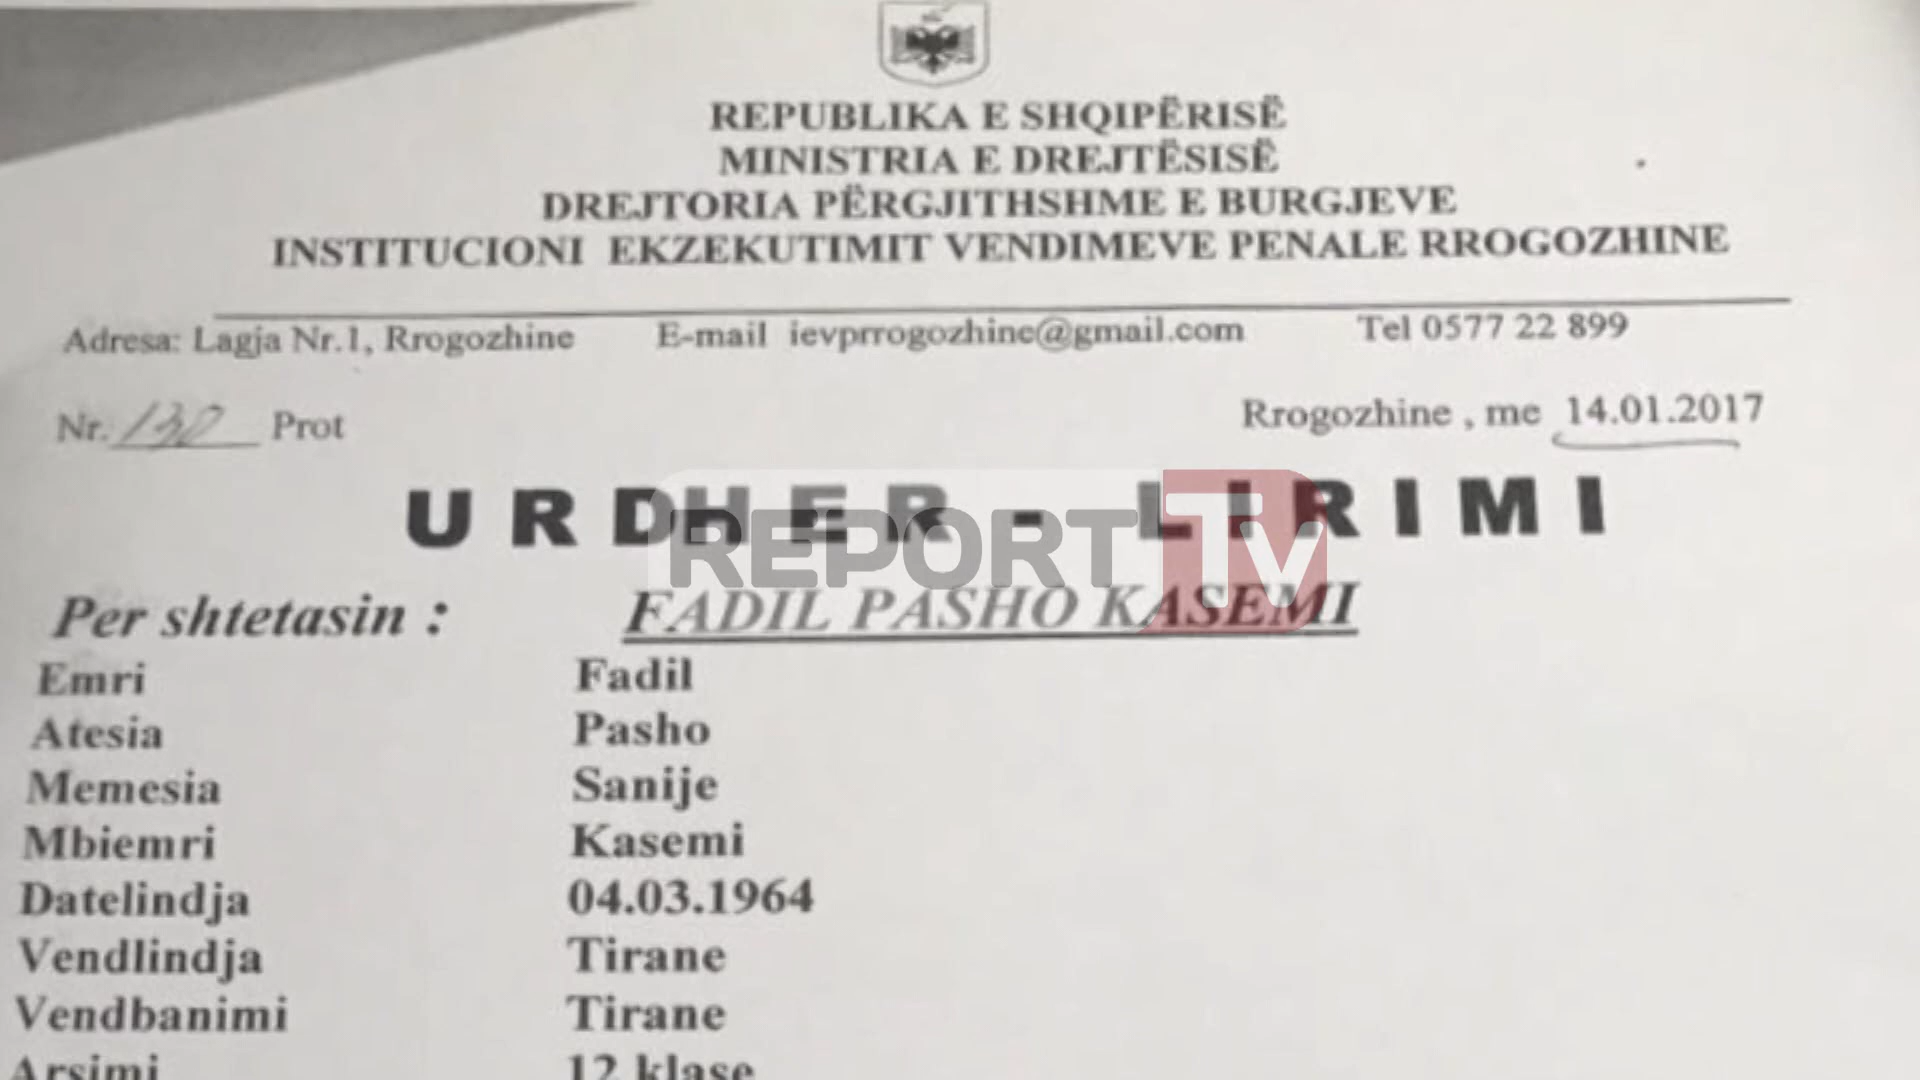 REPUBLIKA E SHQIPËRISË
MINISTRIA E DREJTËSISË
DREJTORIA PËRGJITHSHME E BURGJEVE
INSTITUCIONI EKZEKUTIMIT VENDIMEVE PENALE RROGOZHINE
Adresa: Lagja Nr.1, Rrogozhine E-mail ievprrogozhine@gmail.com Tel 0577 22 899
Nr. 130 Prot Rrogozhine , me 14.01.2017
URDHER - LIRIMI
REPORT TV
Per shtetasin : FADIL PASHO KASEMI
Emri Fadil
Atesia Pasho
Memesia Sanije
Mbiemri Kasemi
Datelindja 04.03.1964
Vendlindja Tirane
Vendbanimi Tirane
Arsimi 12 klase